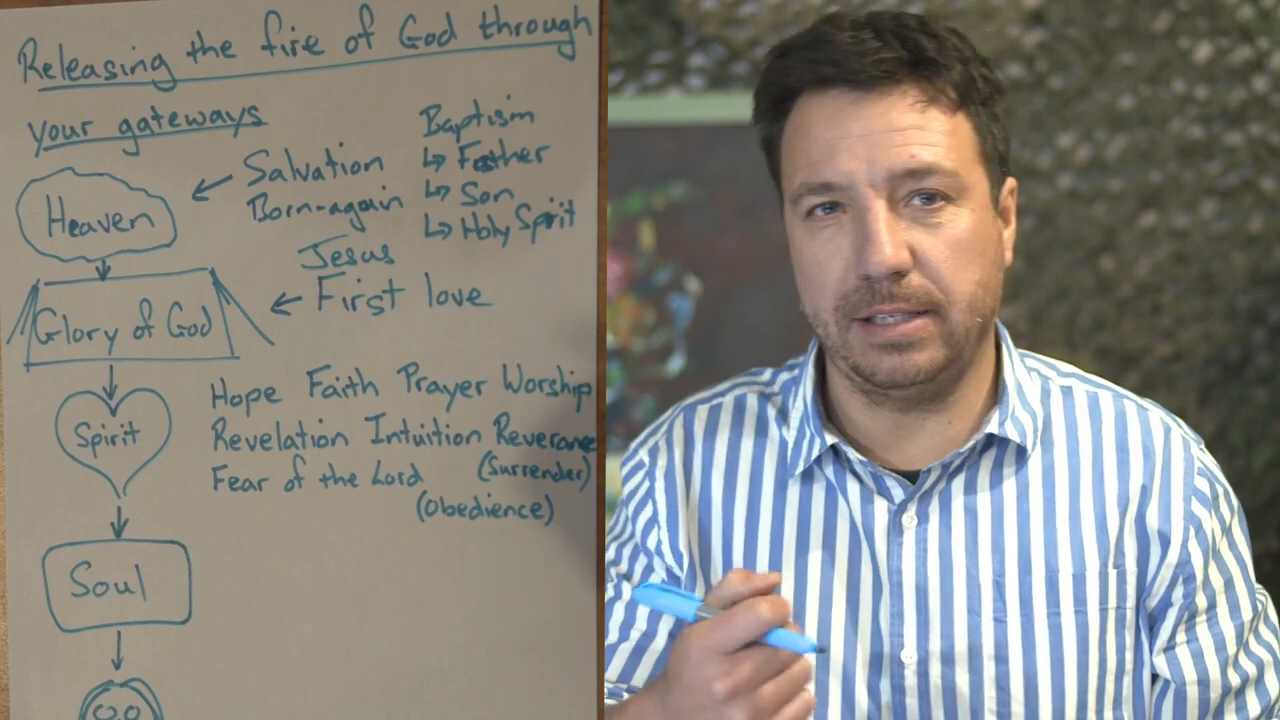 Releasing the fire of God through
your gateways
Heaven
Salvation
Born-again
Baptism
↳ Father
↳ Son
↳ Holy Spirit
Jesus
First love
Glory of God
Spirit
Hope Faith Prayer Worship
Revelation Intuition Reverance
Fear of the Lord (Surrender)
(Obedience)
Soul